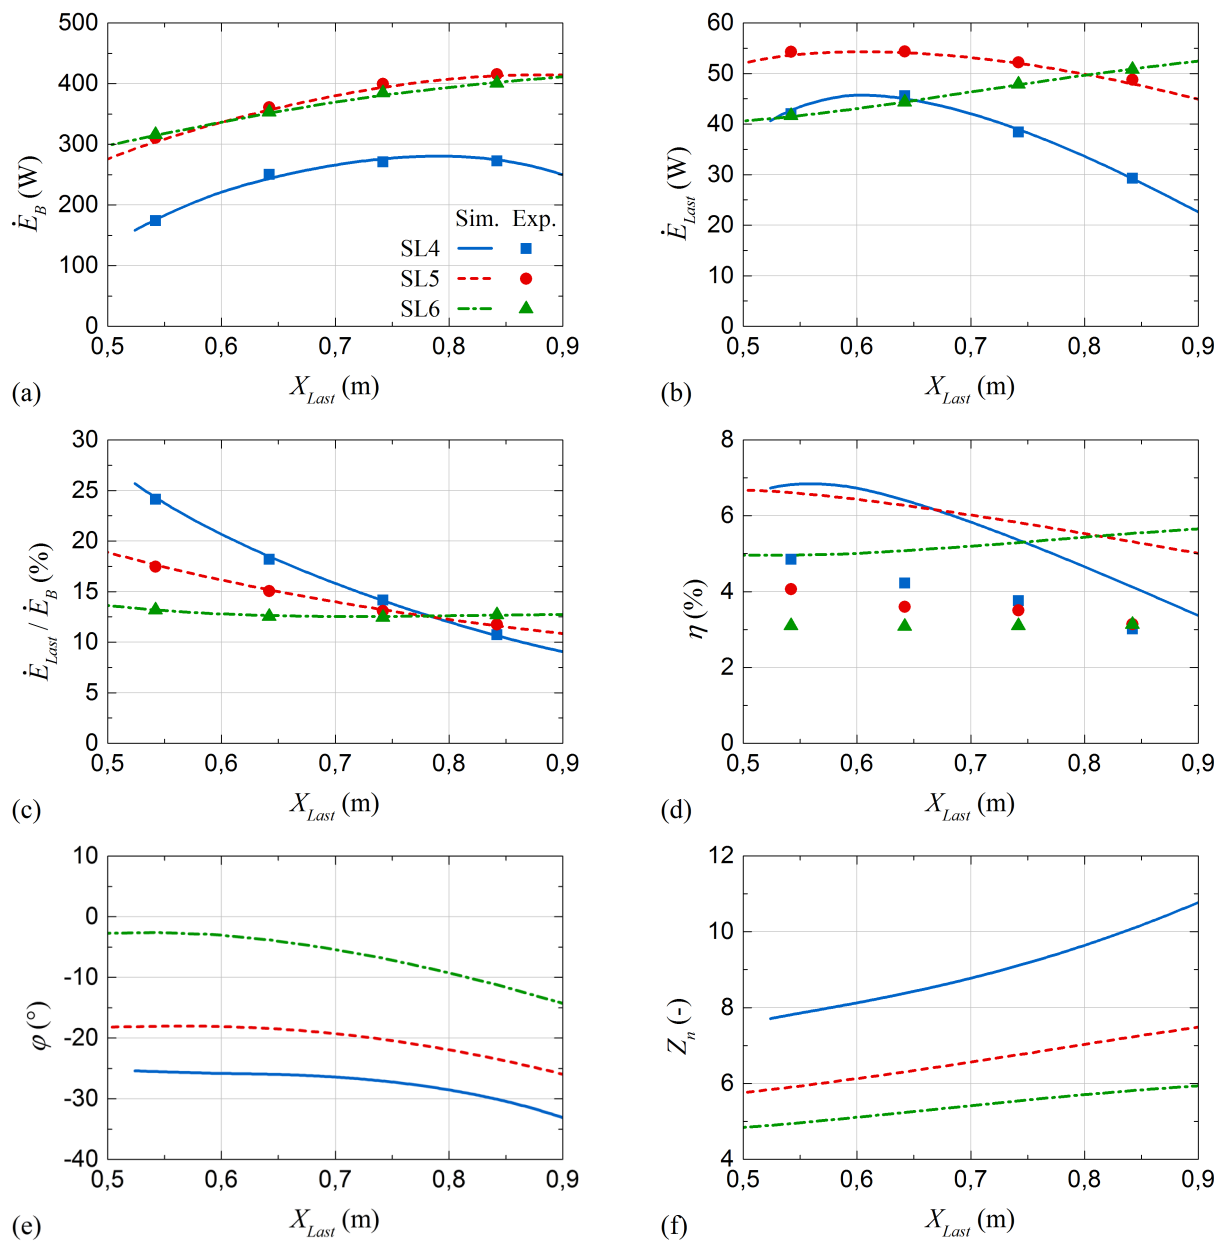 500
400
300
200
100
0
Ė_B (W)
Sim. Exp.
SL4
SL5
SL6
0,5 0,6 0,7 0,8 0,9
(a)
X_Last (m)
60
50
40
30
20
10
0
Ė_Last (W)
0,5 0,6 0,7 0,8 0,9
(b)
X_Last (m)
30
25
20
15
10
5
0
Ė_Last / Ė_B (%)
0,5 0,6 0,7 0,8 0,9
(c)
X_Last (m)
8
6
4
2
0
η (%)
0,5 0,6 0,7 0,8 0,9
(d)
X_Last (m)
10
0
-10
-20
-30
-40
φ (°)
0,5 0,6 0,7 0,8 0,9
(e)
X_Last (m)
12
10
8
6
4
Z_n (-)
0,5 0,6 0,7 0,8 0,9
(f)
X_Last (m)